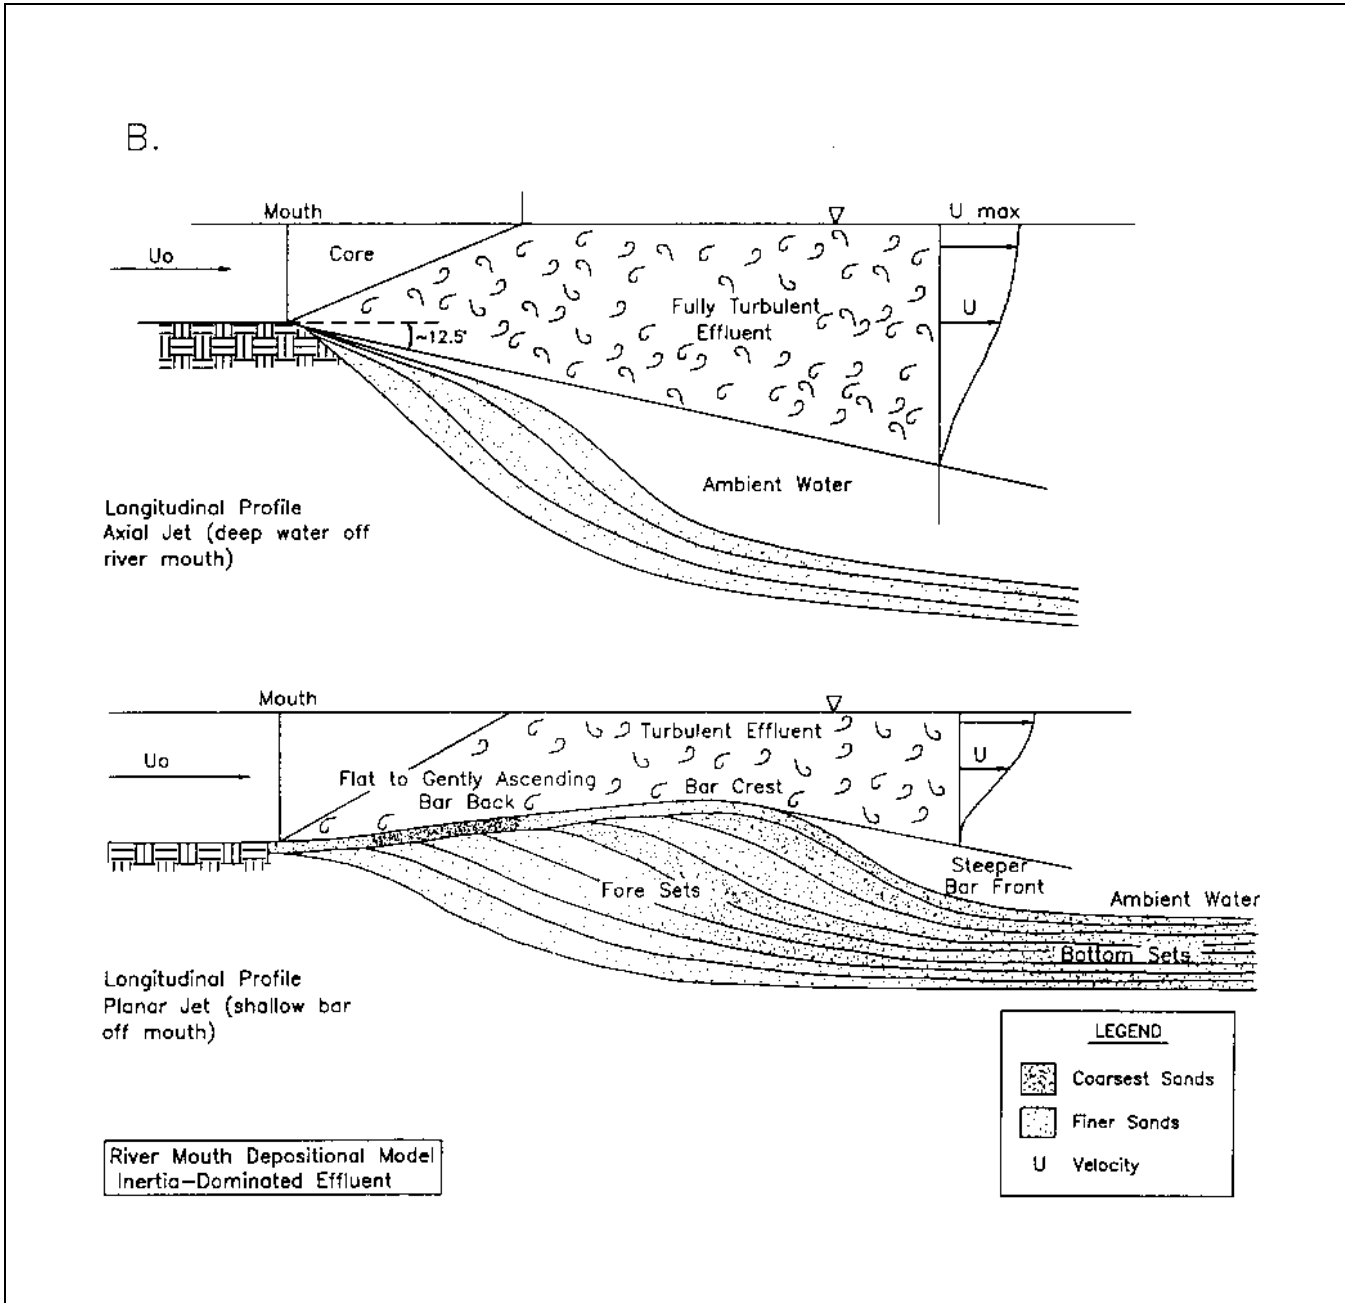 B.
Mouth
U max
Uo
Core
Fully Turbulent
Effluent
U
~12.5'
Ambient Water
Longitudinal Profile
Axial Jet (deep water off
river mouth)
Mouth
Turbulent Effluent
Uo
U
Flat to Gently Ascending
Bar Back
Bar Crest
Steeper
Bar Front
Fore Sets
Ambient Water
Bottom Sets
Longitudinal Profile
Planar Jet (shallow bar
off mouth)
LEGEND
Coarsest Sands
Finer Sands
U Velocity
River Mouth Depositional Model
Inertia-Dominated Effluent